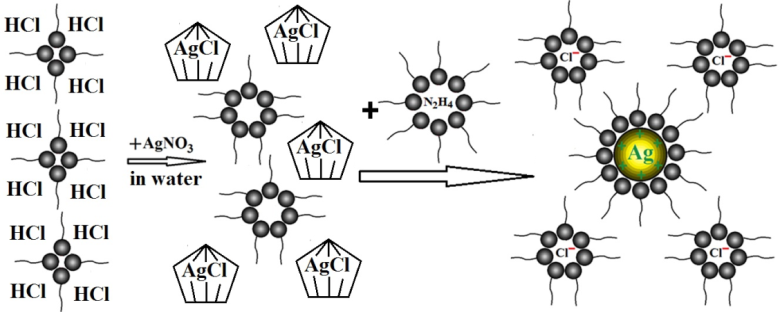 HCl HCl
HCl HCl
HCl HCl
HCl HCl
HCl HCl
HCl HCl
+AgNO₃
in water
AgCl
AgCl
AgCl
AgCl
AgCl
+
N₂H₄
Cl⁻
Cl⁻
Ag
Cl⁻
Cl⁻